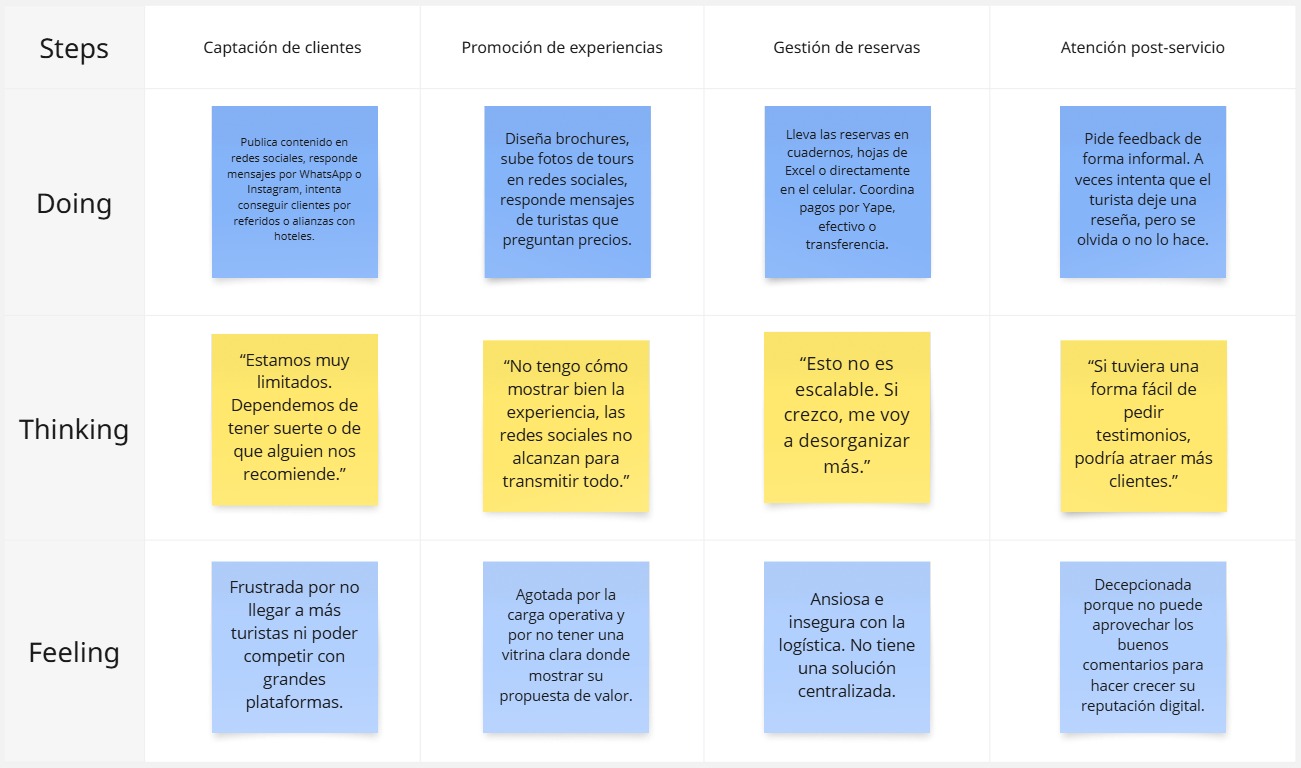 Steps
Captación de clientes
Promoción de experiencias
Gestión de reservas
Atención post-servicio
Doing
Publica contenido en
redes sociales, responde
mensajes por WhatsApp o
Instagram, intenta
conseguir clientes por
referidos o alianzas con
hoteles.
Diseña brochures,
sube fotos de tours
en redes sociales,
responde mensajes
de turistas que
preguntan precios.
Lleva las reservas en
cuadernos, hojas de
Excel o directamente
en el celular. Coordina
pagos por Yape,
efectivo o
transferencia.
Pide feedback de
forma informal. A
veces intenta que el
turista deje una
reseña, pero se
olvida o no lo hace.
Thinking
“Estamos muy
limitados.
Dependemos de
tener suerte o de
que alguien nos
recomiende.”
“No tengo cómo
mostrar bien la
experiencia, las
redes sociales no
alcanzan para
transmitir todo.”
“Esto no es
escalable. Si
crezco, me voy
a desorganizar
más.”
“Si tuviera una
forma fácil de
pedir
testimonios,
podría atraer más
clientes.”
Feeling
Frustrada por no
llegar a más
turistas ni poder
competir con
grandes
plataformas.
Agotada por la
carga operativa y
por no tener una
vitrina clara donde
mostrar su
propuesta de valor.
Ansiosa e
insegura con la
logística. No tiene
una solución
centralizada.
Decepcionada
porque no puede
aprovechar los
buenos
comentarios para
hacer crecer su
reputación digital.